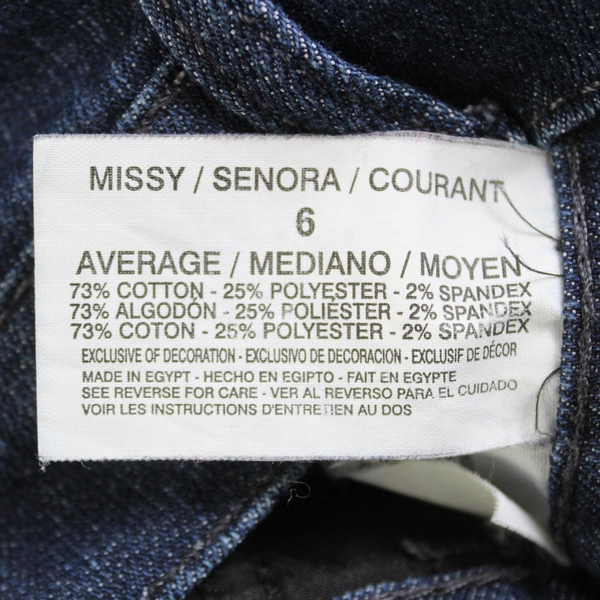 MISSY / SENORA / COURANT
6
AVERAGE / MEDIANO / MOYEN
73% COTTON - 25% POLYESTER - 2% SPANDEX
73% ALGODÓN - 25% POLIÉSTER - 2% SPANDEX
73% COTON - 25% POLYESTER - 2% SPANDEX
EXCLUSIVE OF DECORATION - EXCLUSIVO DE DECORACION - EXCLUSIF DE DÉCOR
MADE IN EGYPT - HECHO EN EGIPTO - FAIT EN EGYPTE
SEE REVERSE FOR CARE - VER AL REVERSO PARA EL CUIDADO
VOIR LES INSTRUCTIONS D'ENTRETIEN AU DOS